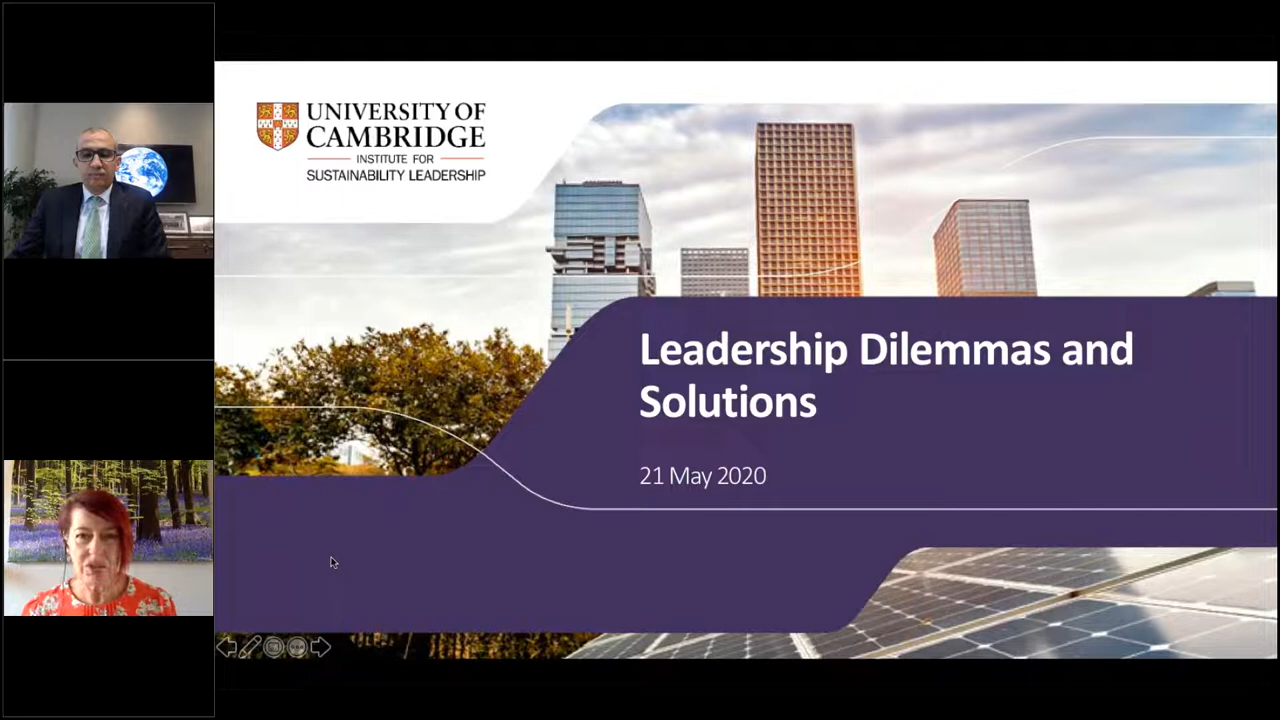 UNIVERSITY OF
CAMBRIDGE
INSTITUTE FOR
SUSTAINABILITY LEADERSHIP
Leadership Dilemmas and
Solutions
21 May 2020